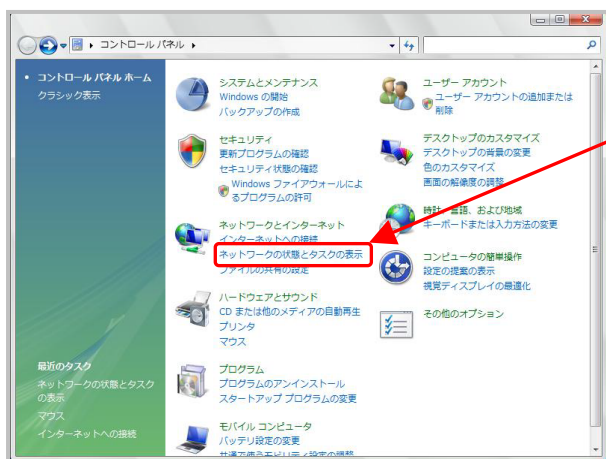 コントロール パネル
コントロール パネル ホーム
クラシック表示
システムとメンテナンス
Windows の開始
バックアップの作成
セキュリティ
更新プログラムの確認
セキュリティ状態の確認
Windows ファイアウォールによ
るプログラムの許可
ネットワークとインターネット
インターネットへの接続
ネットワークの状態とタスクの表示
ファイルの共有の設定
ハードウェアとサウンド
CD または他のメディアの自動再生
プリンタ
マウス
プログラム
プログラムのアンインストール
スタートアップ プログラムの変更
モバイル コンピュータ
バッテリ設定の変更
共通で使うモビリティ設定の調整
ユーザー アカウント
ユーザー アカウントの追加または
削除
デスクトップのカスタマイズ
デスクトップの背景の変更
色のカスタマイズ
画面の解像度の調整
時計、言語、および地域
キーボードまたは入力方法の変更
コンピュータの簡単操作
設定の提案の表示
視覚ディスプレイの最適化
その他のオプション
最近のタスク
ネットワークの状態とタスク
の表示
マウス
インターネットへの接続